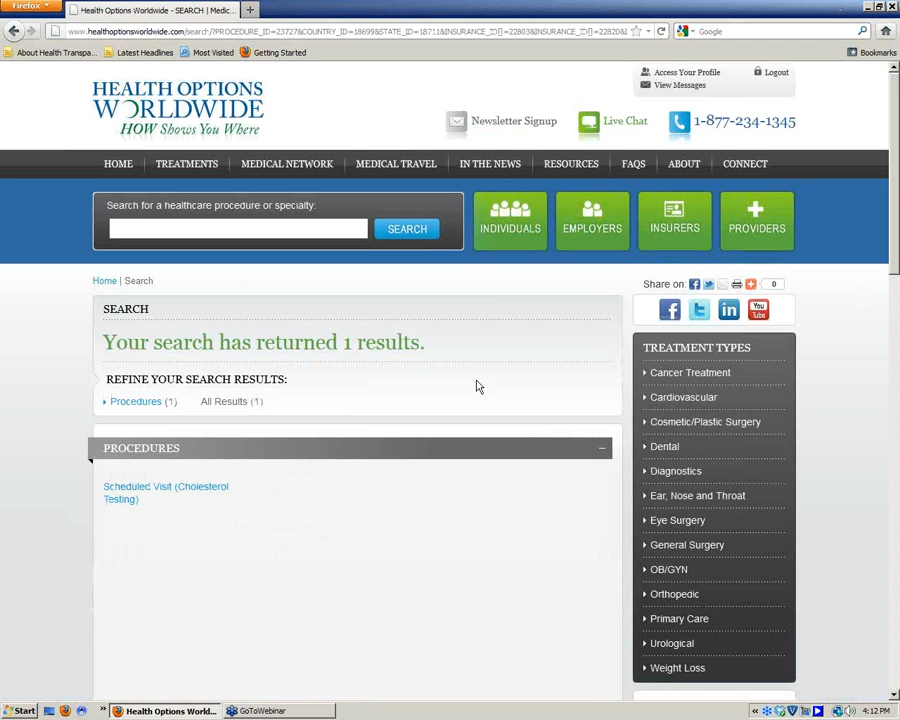 Firefox
Health Options Worldwide - SEARCH | Medic...
www.healthoptionsworldwide.com/search/?PROCEDURE_ID=23727&COUNTRY_ID=18699&STATE_ID=18711&INSURANCE_ID[]=22803&INSURANCE_ID[]=22820&I
Google
About Health Transpa...
Latest Headlines
Most Visited
Getting Started
Bookmarks
Access Your Profile
Logout
View Messages
HEALTH OPTIONS
WORLDWIDE
HOW Shows You Where
Newsletter Signup
Live Chat
1-877-234-1345
HOME
TREATMENTS
MEDICAL NETWORK
MEDICAL TRAVEL
IN THE NEWS
RESOURCES
FAQS
ABOUT
CONNECT
Search for a healthcare procedure or specialty:
SEARCH
INDIVIDUALS
EMPLOYERS
INSURERS
PROVIDERS
Home | Search
Share on:
0
SEARCH
Your search has returned 1 results.
REFINE YOUR SEARCH RESULTS:
Procedures (1)
All Results (1)
PROCEDURES
Scheduled Visit (Cholesterol
Testing)
You
Tube
TREATMENT TYPES
Cancer Treatment
Cardiovascular
Cosmetic/Plastic Surgery
Dental
Diagnostics
Ear, Nose and Throat
Eye Surgery
General Surgery
OB/GYN
Orthopedic
Primary Care
Urological
Weight Loss
Start
Health Options Worl...
GoToWebinar
4:12 PM